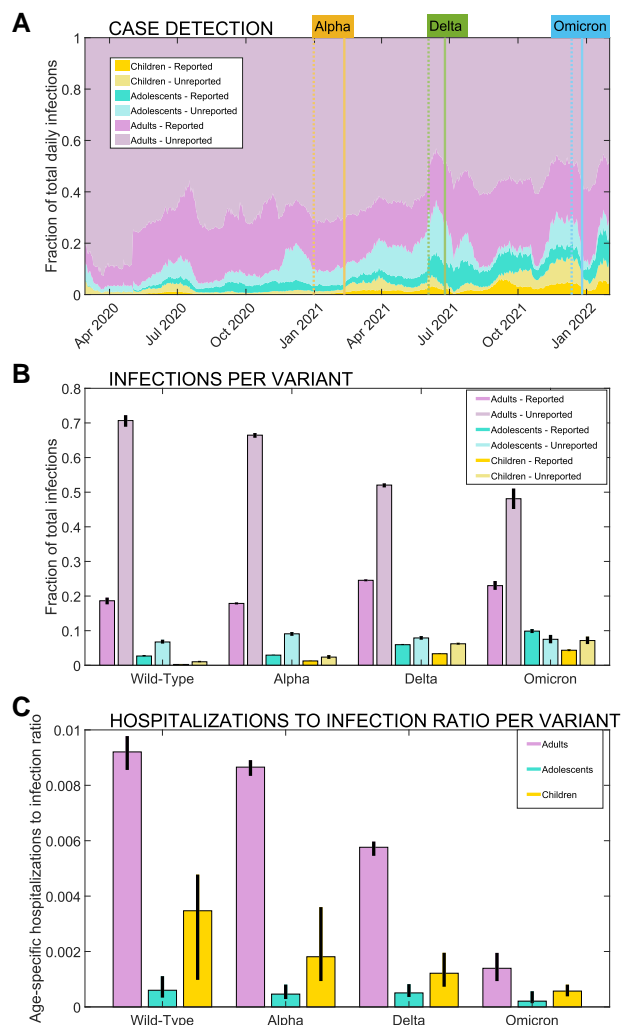 A
CASE DETECTION
Alpha
Delta
Omicron
Fraction of total daily infections
1
0.8
0.6
0.4
0.2
0
Children - Reported
Children - Unreported
Adolescents - Reported
Adolescents - Unreported
Adults - Reported
Adults - Unreported
Apr 2020
Jul 2020
Oct 2020
Jan 2021
Apr 2021
Jul 2021
Oct 2021
Jan 2022
B
INFECTIONS PER VARIANT
Fraction of total infections
0.8
0.7
0.6
0.5
0.4
0.3
0.2
0.1
0
Adults - Reported
Adults - Unreported
Adolescents - Reported
Adolescents - Unreported
Children - Reported
Children - Unreported
Wild-Type
Alpha
Delta
Omicron
C
HOSPITALIZATIONS TO INFECTION RATIO PER VARIANT
Age-specific hospitalizations to infection ratio
0.01
0.008
0.006
0.004
0.002
0
Adults
Adolescents
Children
Wild-Type
Alpha
Delta
Omicron